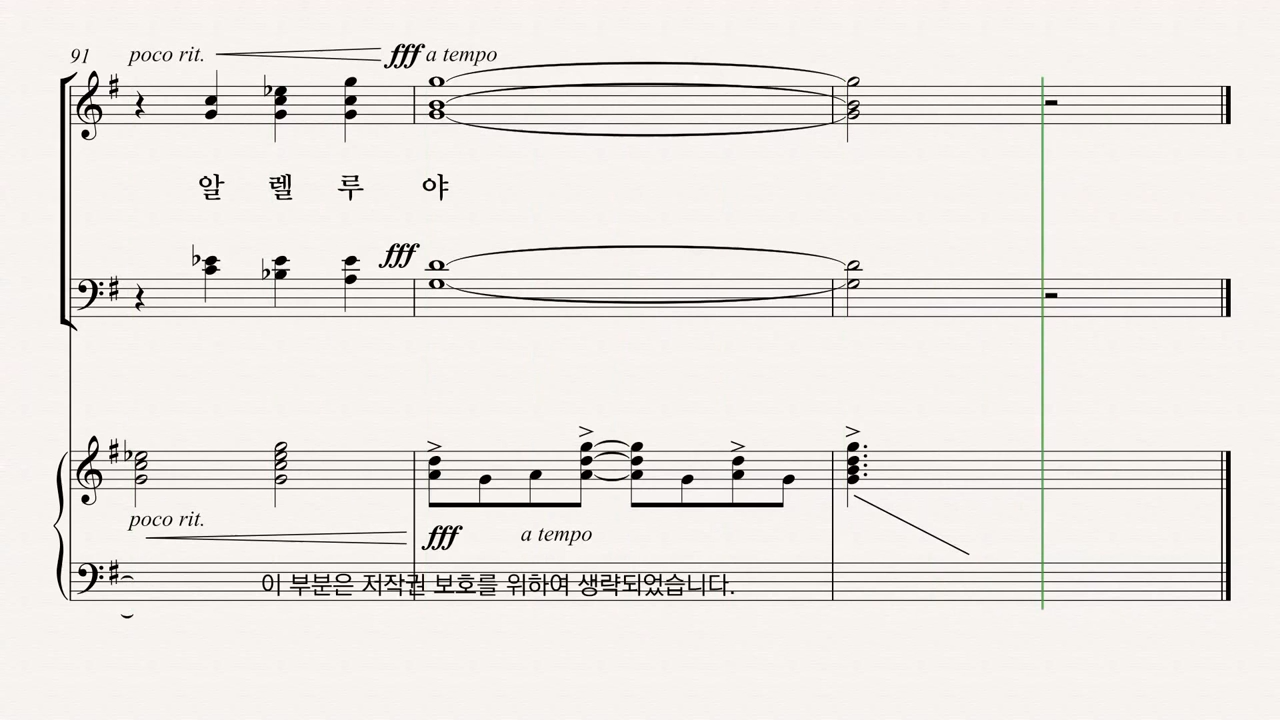 91 poco rit. fff a tempo
알 렐 루 야
fff
poco rit. fff a tempo
이 부분은 저작권 보호를 위하여 생략되었습니다.